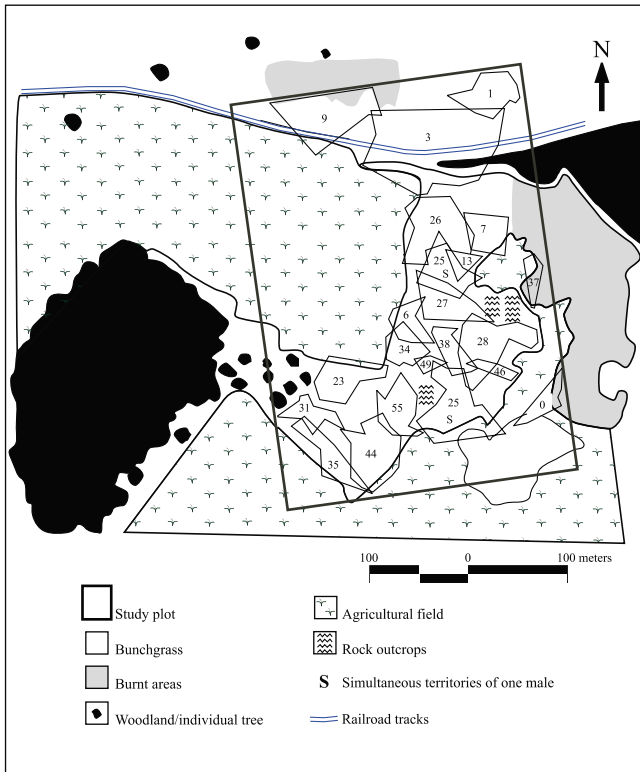 N
1
9
3
26
7
25
S
13
37
27
6
28
34
38
49
46
23
55
25
S
0
31
44
35
100 0 100 meters
Study plot
Agricultural field
Bunchgrass
Rock outcrops
Burnt areas
S Simultaneous territories of one male
Woodland/individual tree
Railroad tracks